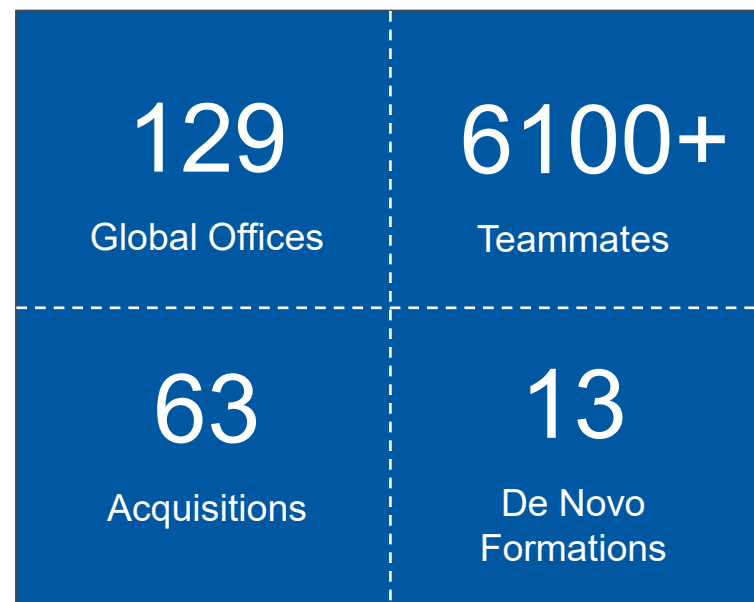 129
Global Offices
6100+
Teammates
63
Acquisitions
13
De Novo
Formations